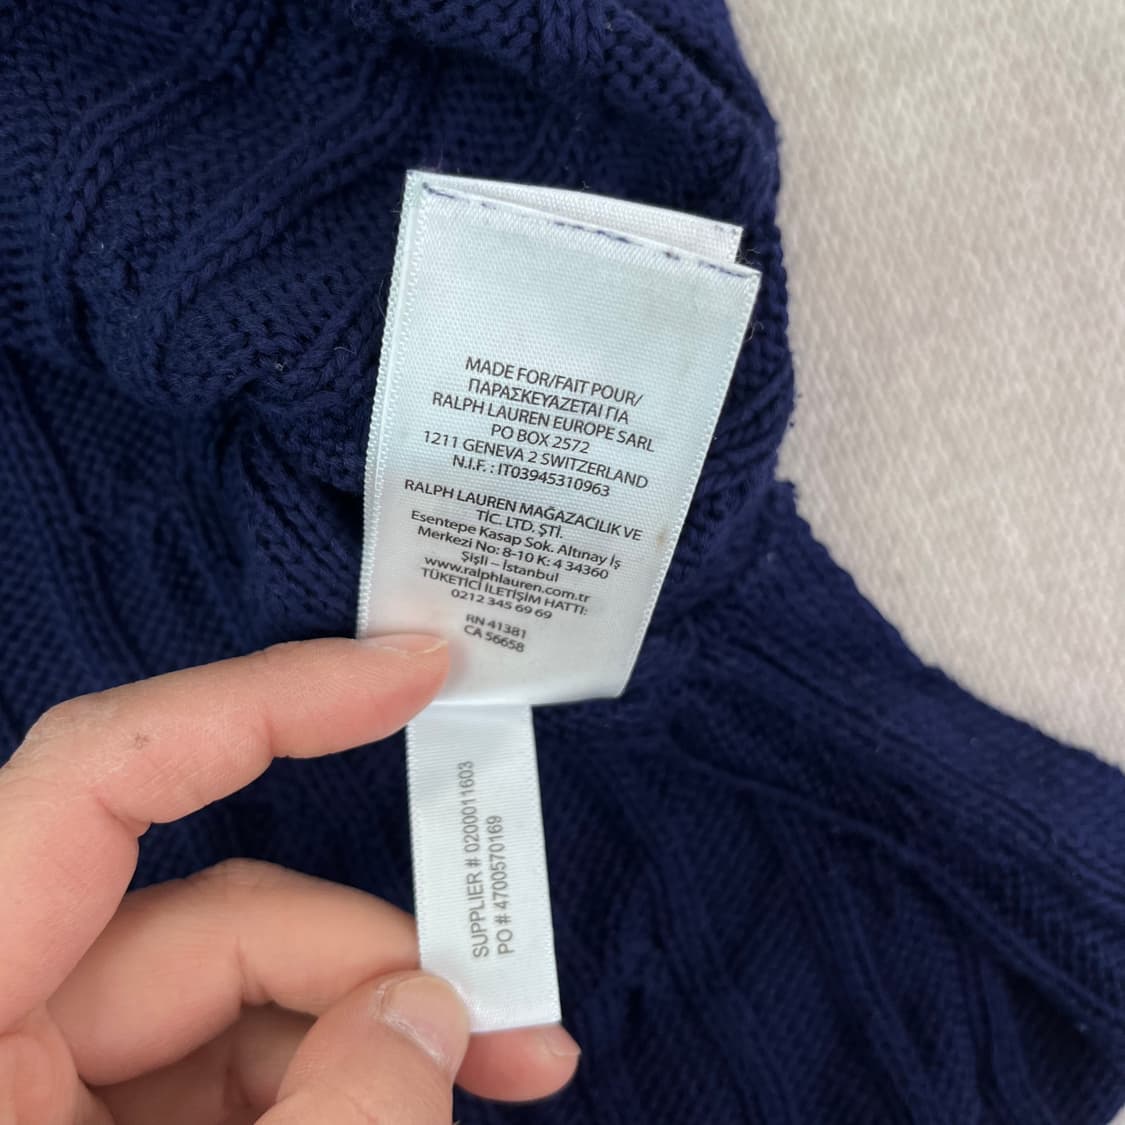 MADE FOR/FAIT POUR/
ΠΑΡΑΣΚΕΥΑΖΕΤΑΙ ΓΙΑ
RALPH LAUREN EUROPE SARL
PO BOX 2572
1211 GENEVA 2 SWITZERLAND
N.I.F. : IT03945310963
RALPH LAUREN MAĞAZACILIK VE
TİC. LTD. ŞTİ.
Esentepe Kasap Sok. Altınay İş
Merkezi No: 8-10 K: 4 34360
Şişli – İstanbul
www.ralphlauren.com.tr
TÜKETİCİ İLETİŞİM HATTI:
0212 345 69 69
RN 41381
CA 56658
SUPPLIER # 0200011603
PO # 4700570169